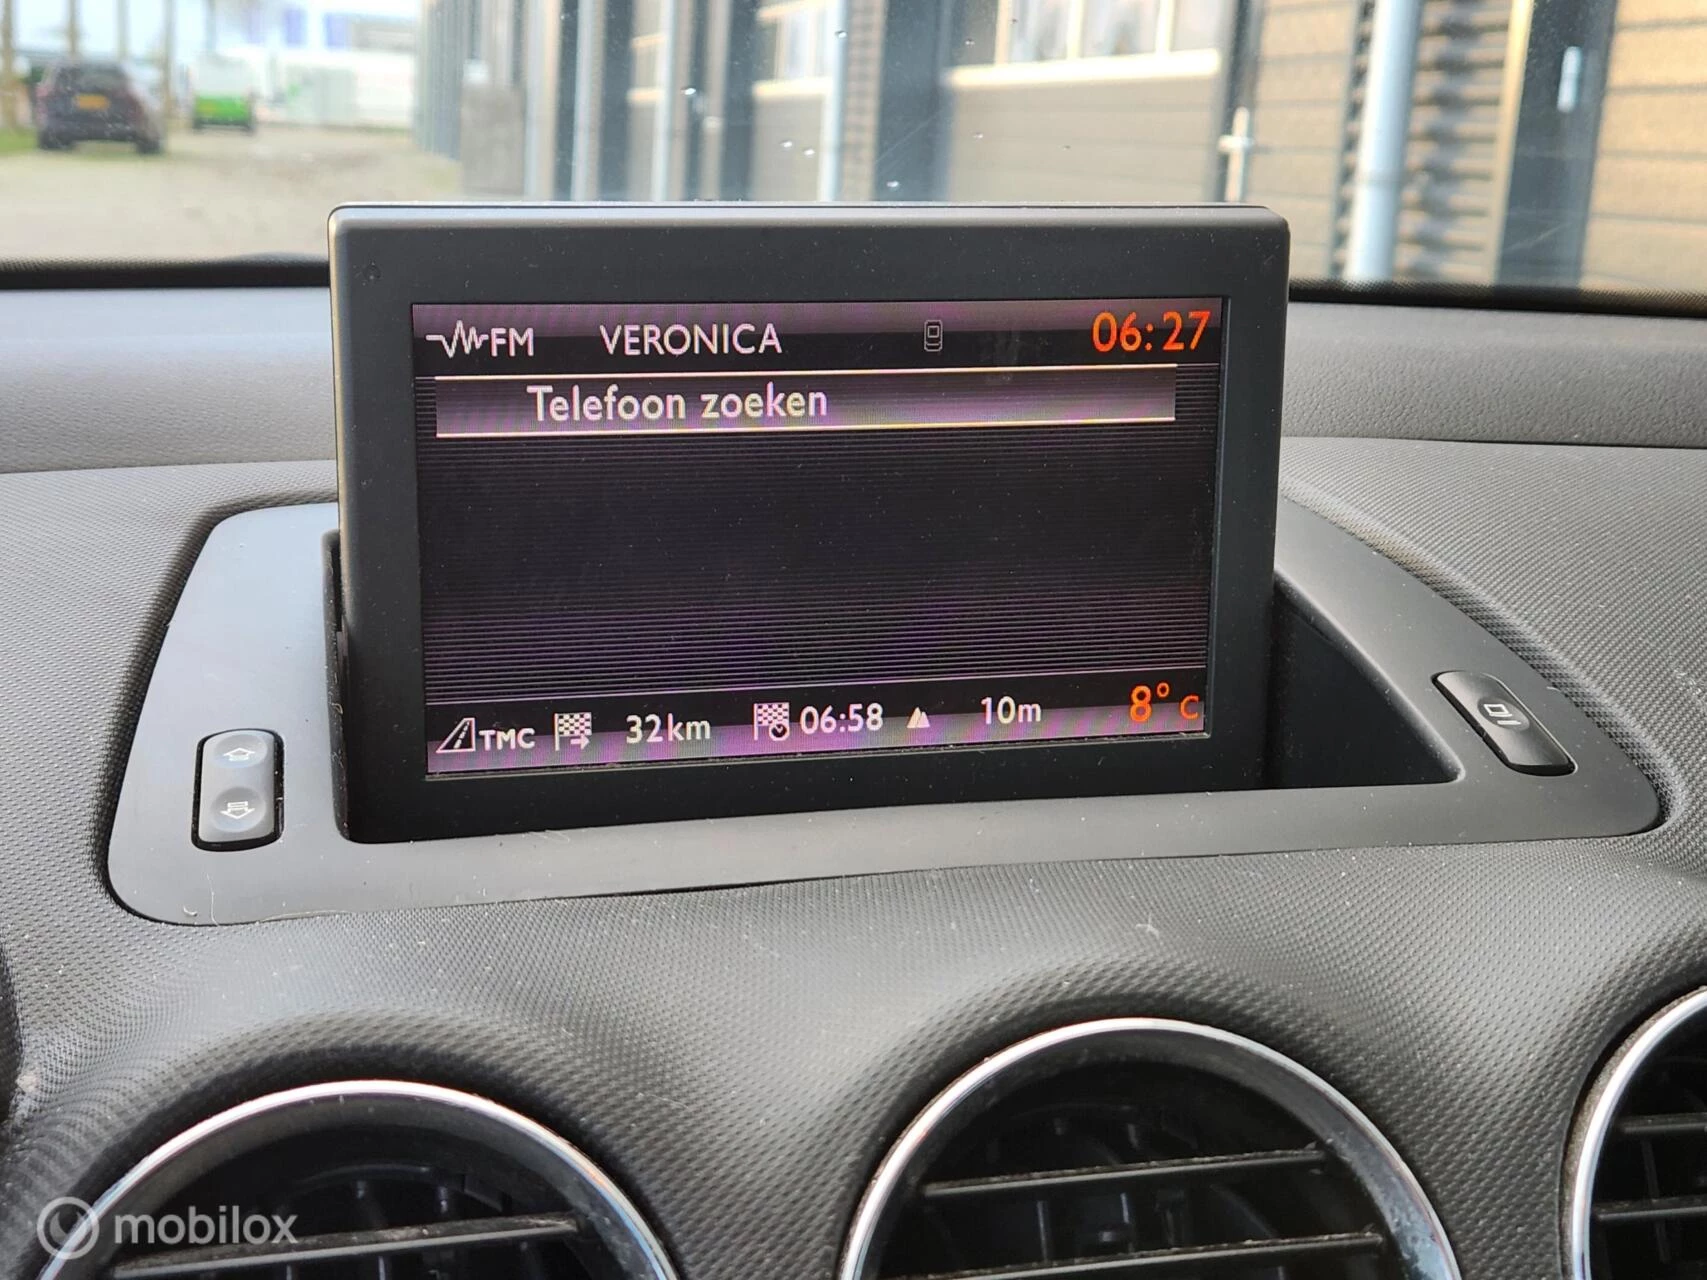 FM VERONICA 06:27
Telefoon zoeken
TMC 32km 06:58 10m 8° C
mobilox